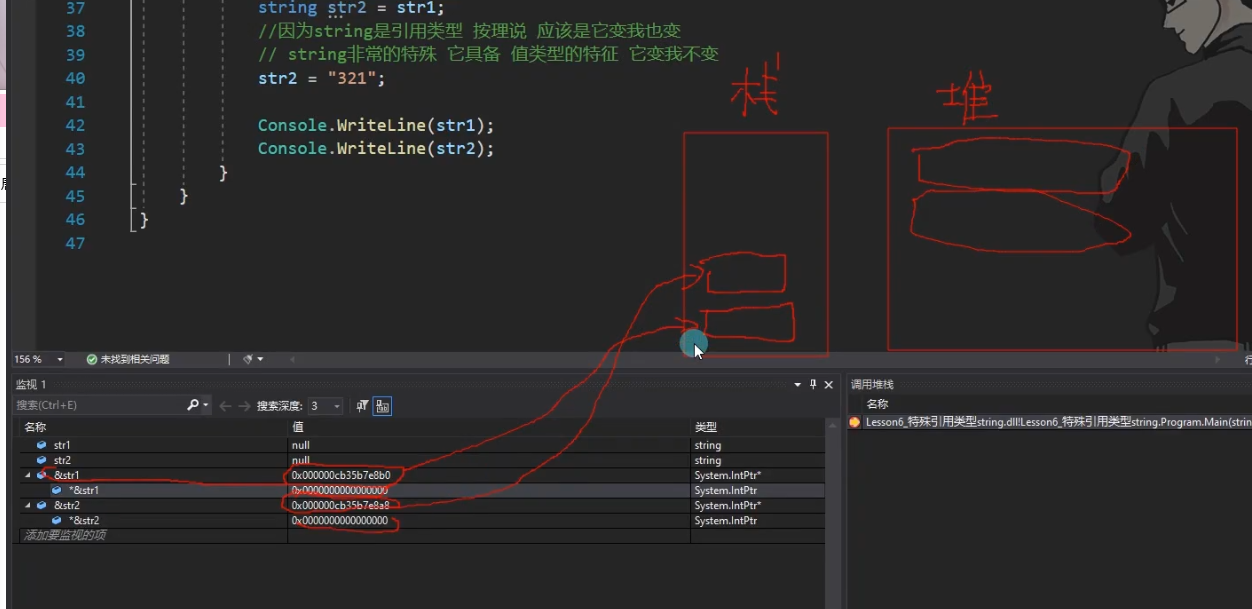 37 string str2 = str1;
38 //因为string是引用类型 按理说 应该是它变我也变
39 // string非常的特殊 它具备 值类型的特征 它变我不变
40 str2 = "321";
41
42 Console.WriteLine(str1);
43 Console.WriteLine(str2);
44 }
45 }
46 }
47
栈
堆
156 %
未找到相关问题
监视 1
搜索(Ctrl+E)
搜索深度: 3
名称 值 类型
str1 null string
str2 null string
&str1 0x000000cb35b7e8b0 System.IntPtr*
*&str1 0x0000000000000000 System.IntPtr
&str2 0x000000cb35b7e8a8 System.IntPtr*
*&str2 0x0000000000000000 System.IntPtr
添加要监视的项
调用堆栈
名称
Lesson6_特殊引用类型string.dll!Lesson6_特殊引用类型string.Program.Main(strin